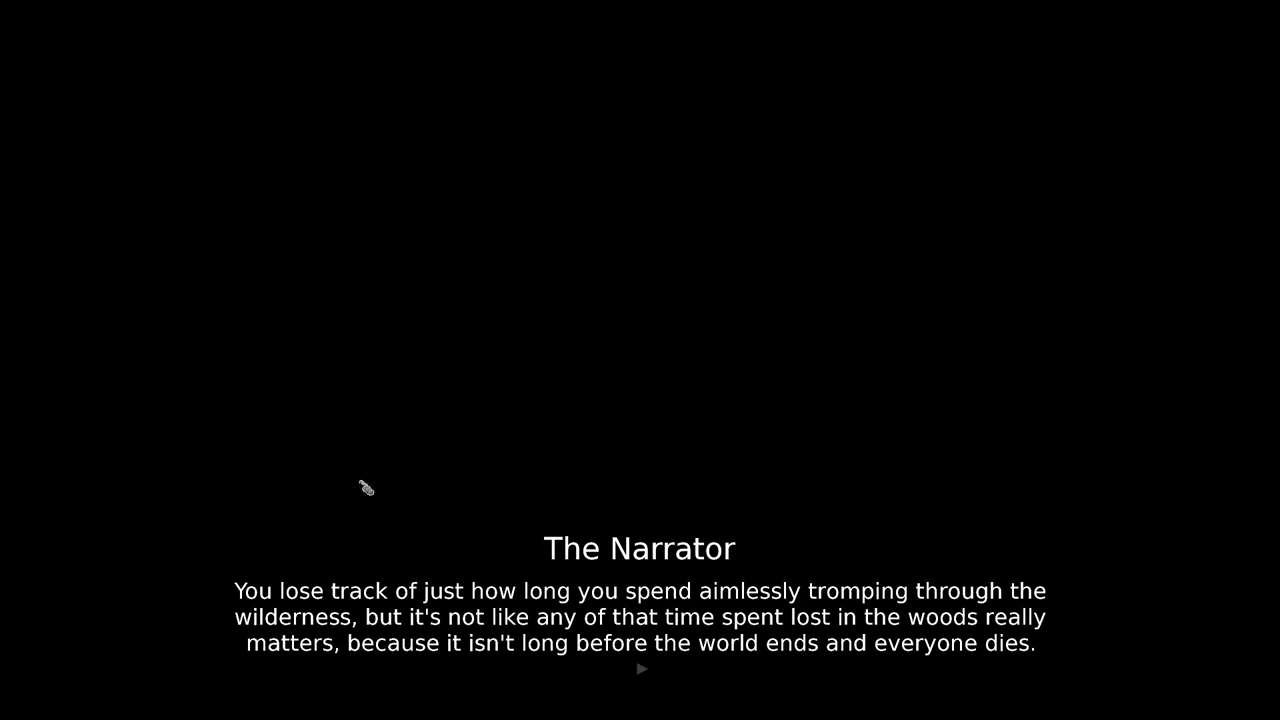 The Narrator
You lose track of just how long you spend aimlessly tromping through the
wilderness, but it's not like any of that time spent lost in the woods really
matters, because it isn't long before the world ends and everyone dies.